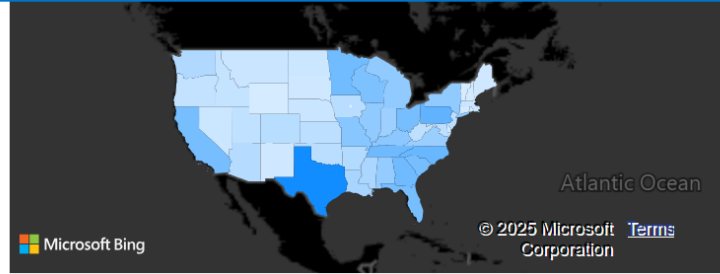 Atlantic Ocean
© 2025 Microsoft Terms
Corporation
Microsoft Bing